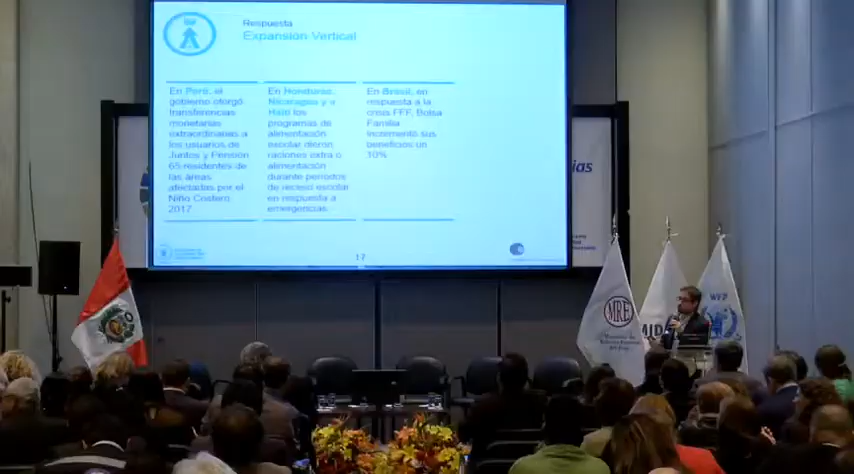 Respuesta
Expansión Vertical
En Perú, el
gobierno otorgó
transferencias
monetarias
extraordinarias a
los usuarios de
Juntos y Pensión
65 residentes de
las áreas
afectadas por el
Niño Costero
2017
En Honduras,
Nicaragua y a
Haití los
programas de
alimentación
escolar dieron
raciones extra o
alimentación
durante periodos
de receso escolar
en respuesta a
emergencias.
En Brasil, en
respuesta a la
crisis FFF, Bolsa
Familia
incrementó sus
beneficios un
10%
17
ias
MRE
MID
WFP